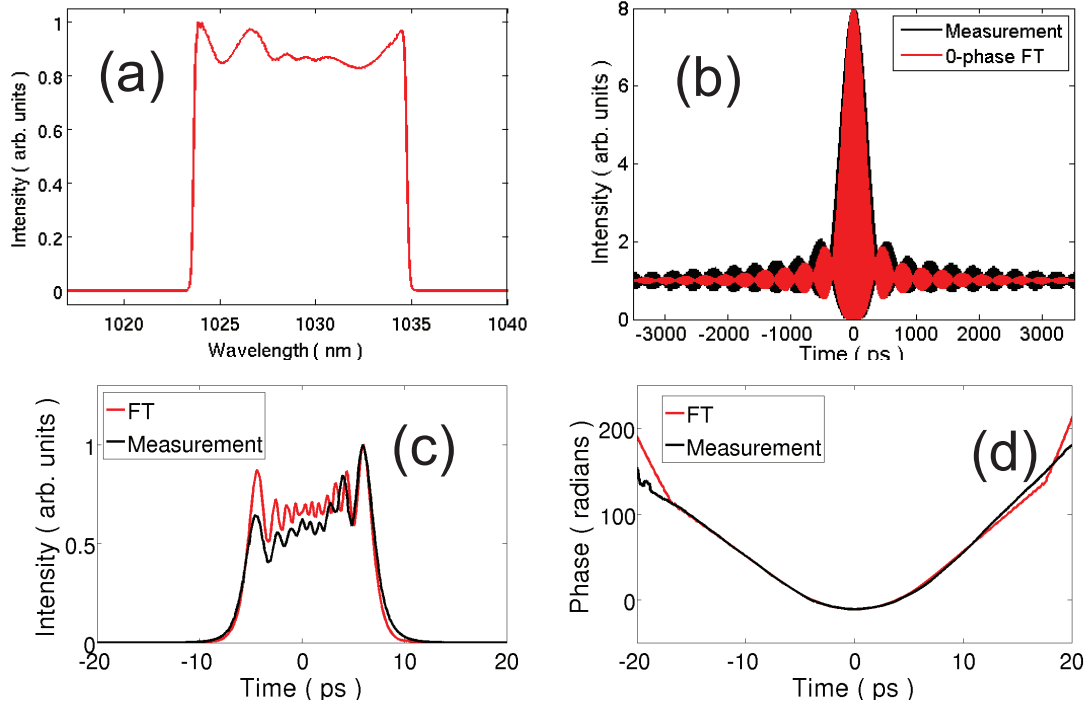 1
0.8
0.6
0.4
0.2
0
Intensity ( arb. units )
(a)
1020 1025 1030 1035 1040
Wavelength ( nm )
8
6
4
2
0
Intensity ( arb. units )
(b)
Measurement
0-phase FT
-3000 -2000 -1000 0 1000 2000 3000
Time ( ps )
FT
Measurement
(c)
1
0.5
0
Intensity ( arb. units )
-20 -10 0 10 20
Time ( ps )
FT
Measurement
(d)
200
100
0
Phase ( radians )
-20 -10 0 10 20
Time ( ps )